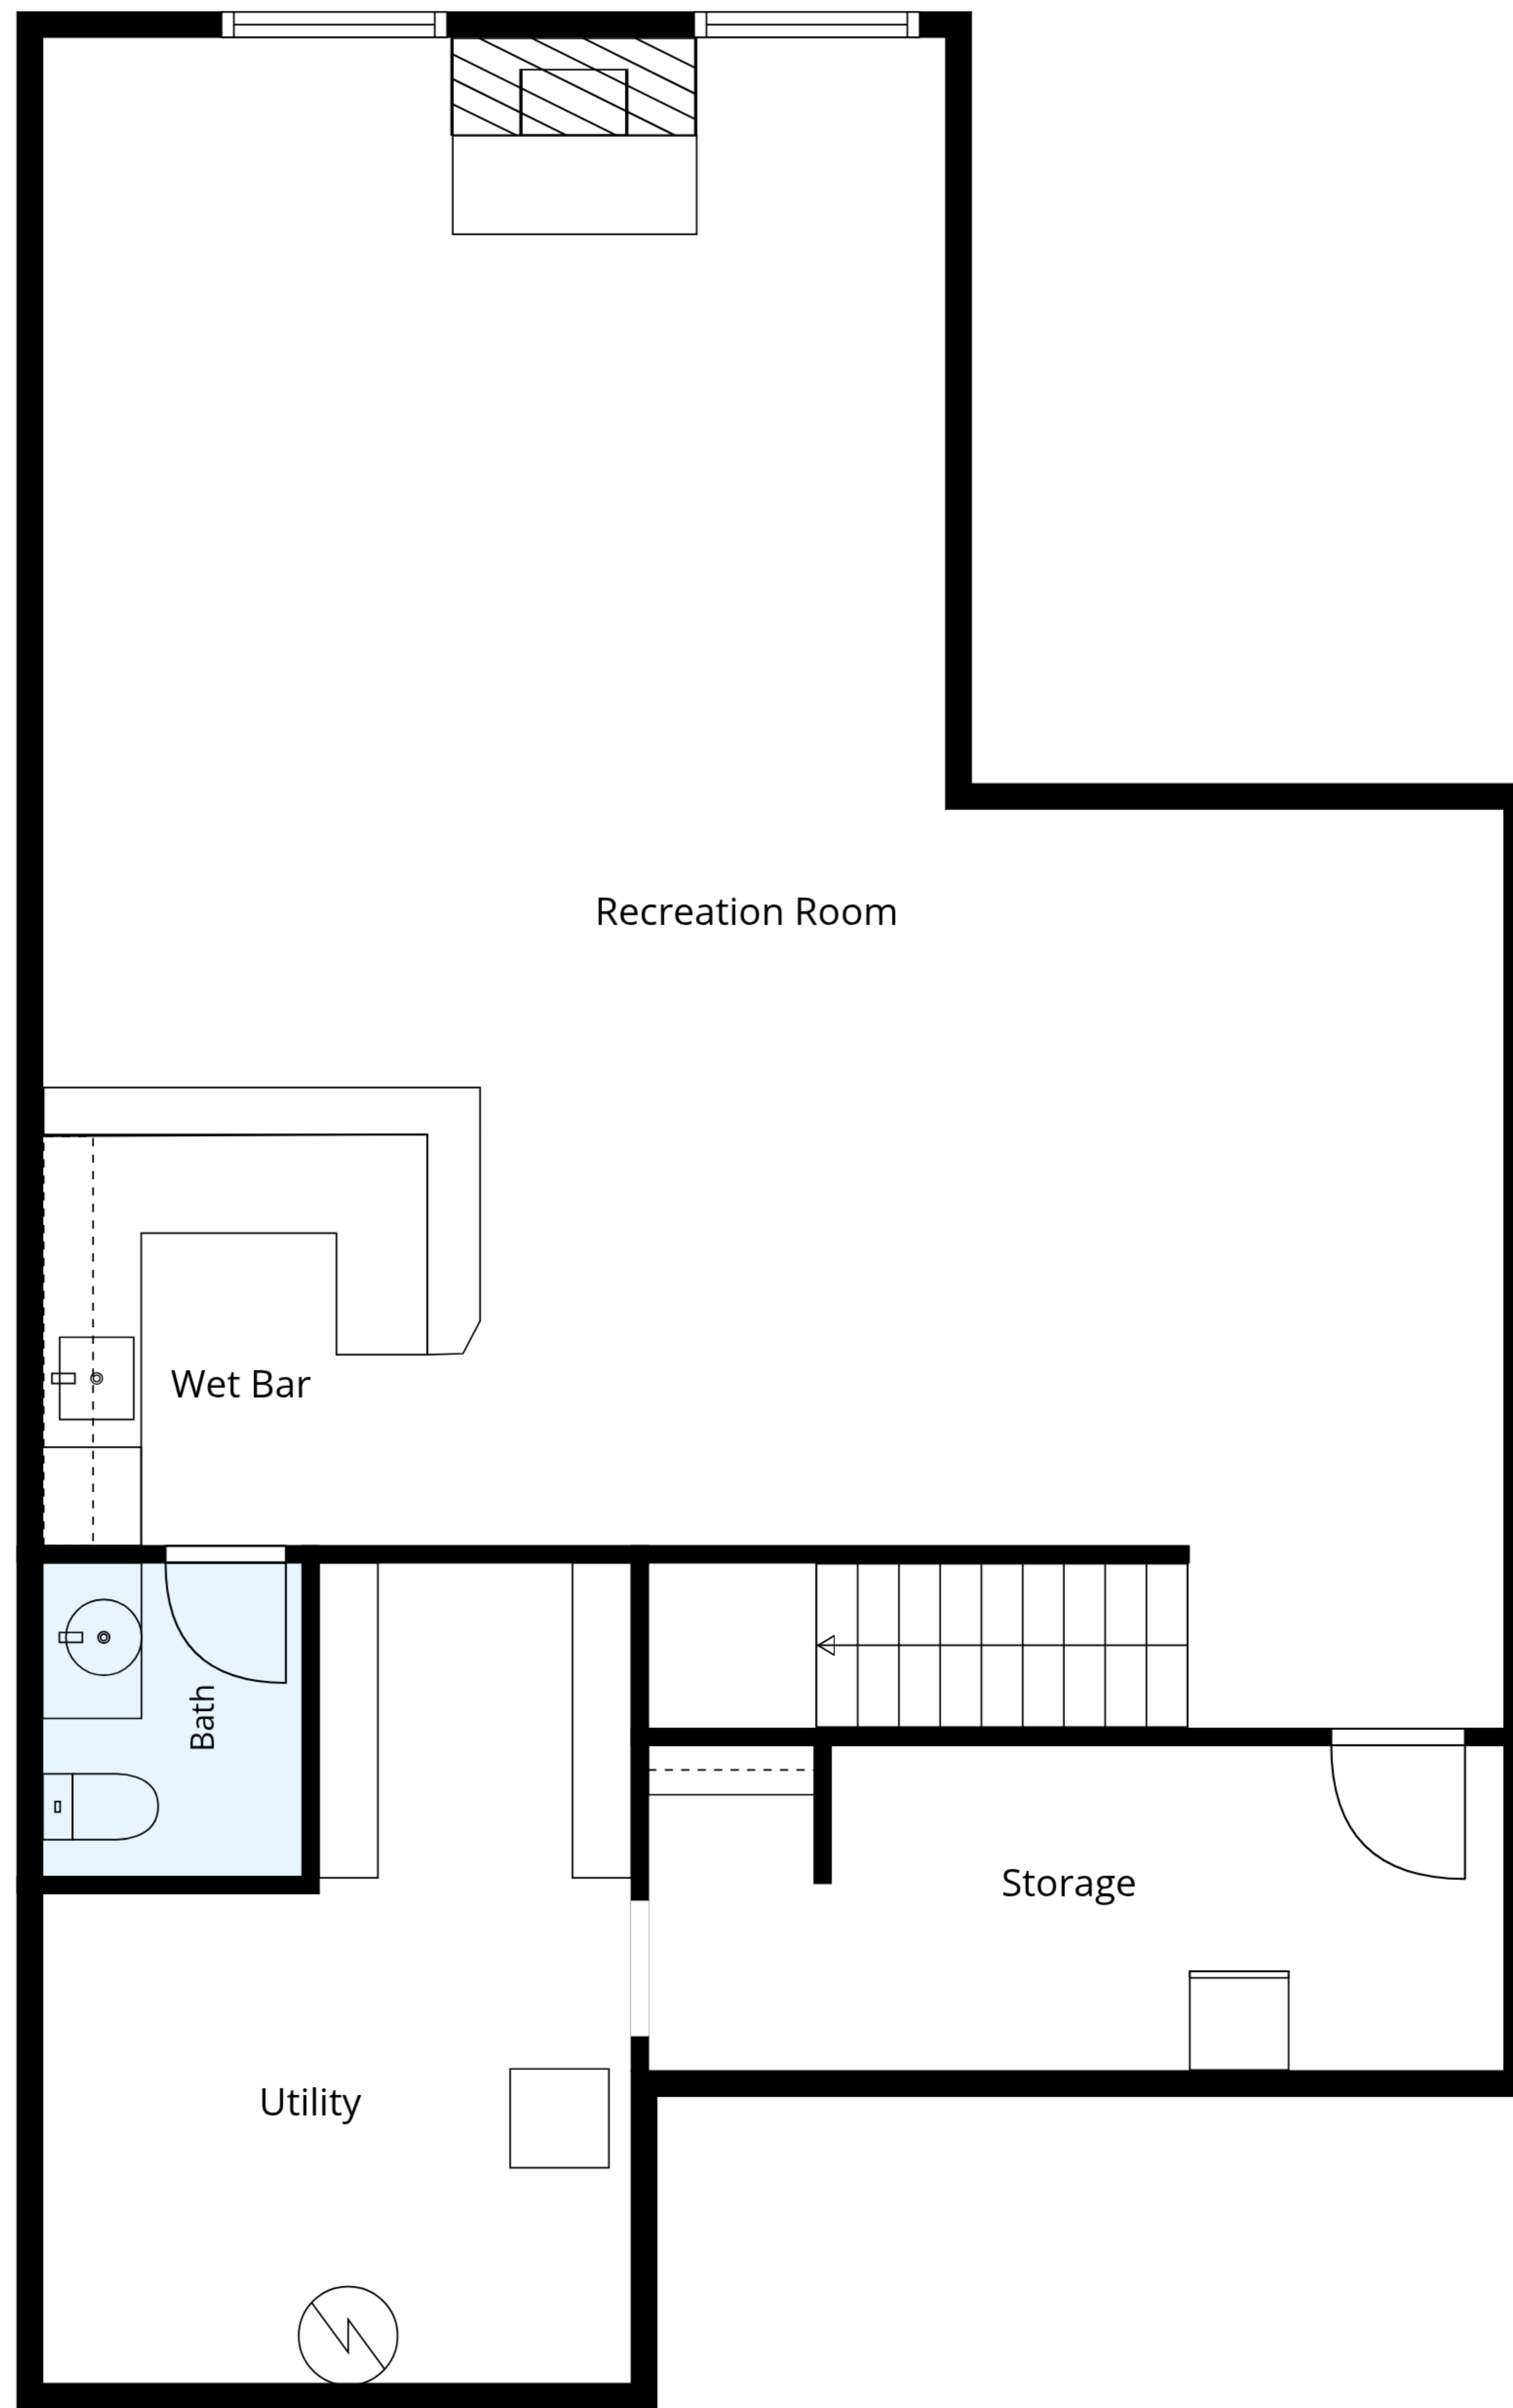 Recreation Room
Wet Bar
Bath
Storage
Utility